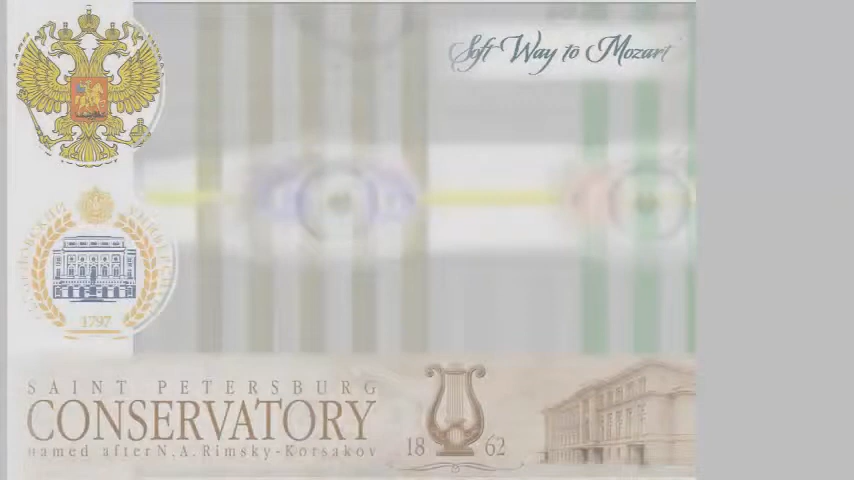 Soft Way to Mozart
1797
SAINT PETERSBURG
CONSERVATORY
named after N.A. Rimsky-Korsakov
18 62